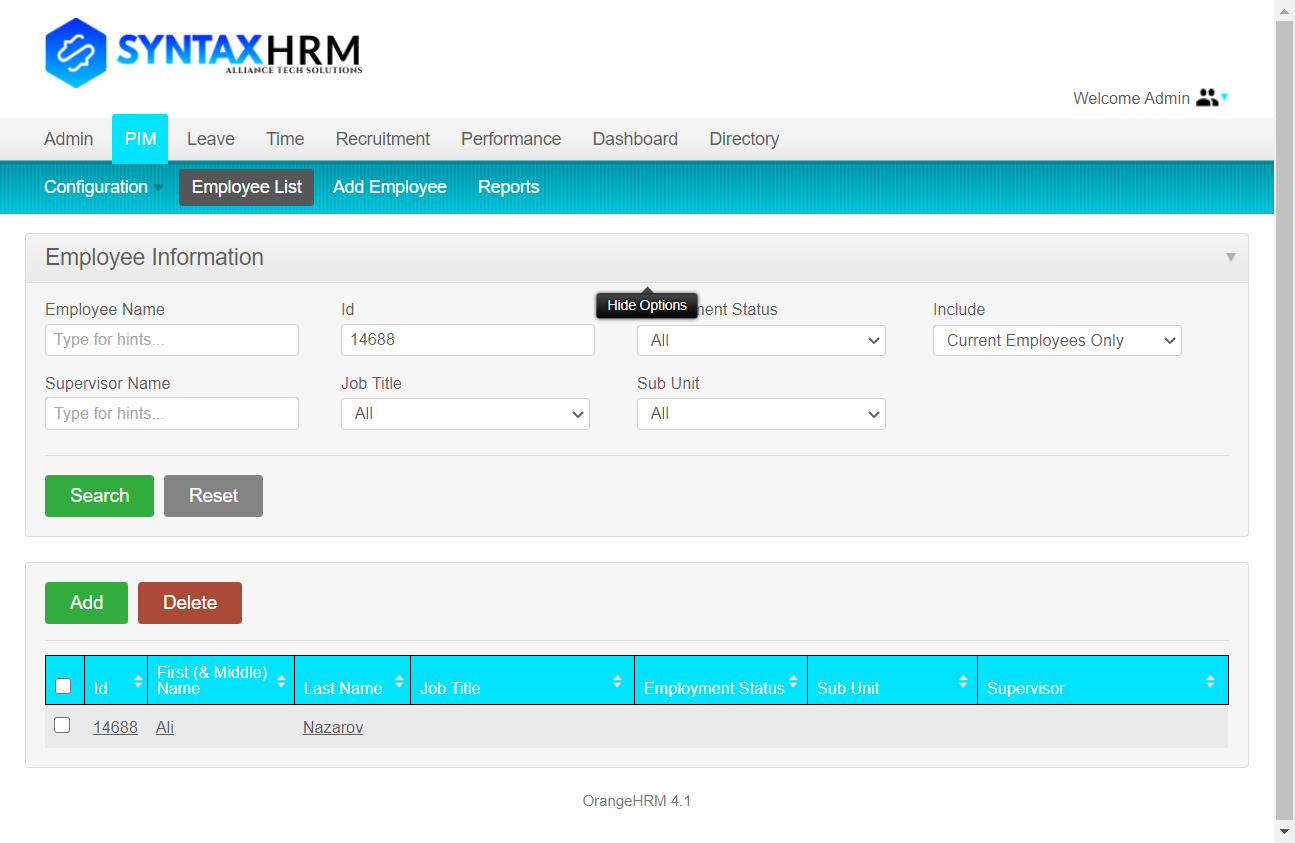 SYNTAXHRM
ALLIANCE TECH SOLUTIONS
Welcome Admin
Admin PIM Leave Time Recruitment Performance Dashboard Directory
Configuration Employee List Add Employee Reports
Employee Information
Hide Options
Employee Name Id ment Status Include
Type for hints... 14688 All Current Employees Only
Supervisor Name Job Title Sub Unit
Type for hints... All All
Search Reset
Add Delete
Id First (& Middle) Name Last Name Job Title Employment Status Sub Unit Supervisor
14688 Ali Nazarov
OrangeHRM 4.1